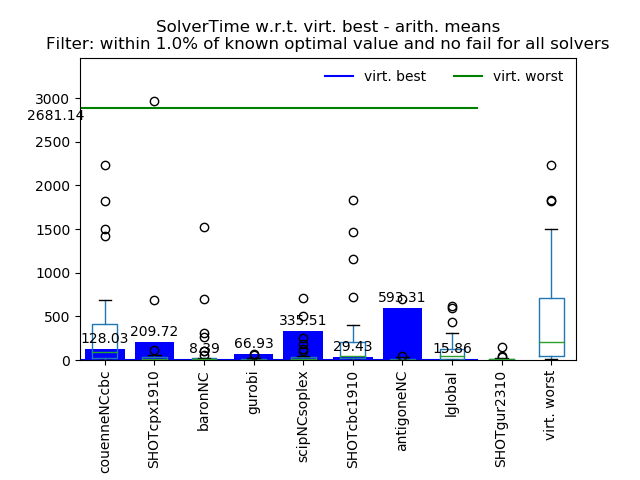 SolverTime w.r.t. virt. best - arith. means
Filter: within 1.0% of known optimal value and no fail for all solvers
virt. best
virt. worst
3000
2681.14
2500
2000
1500
1000
500
0
128.03
209.72
8.39
66.93
335.51
29.43
593.31
15.86
couenneNCcbc
SHOTcpx1910
baronNC
gurobi
scipNCsoplex
SHOTcbc1910
antigoneNC
lglobal
SHOTgur2310
virt. worst